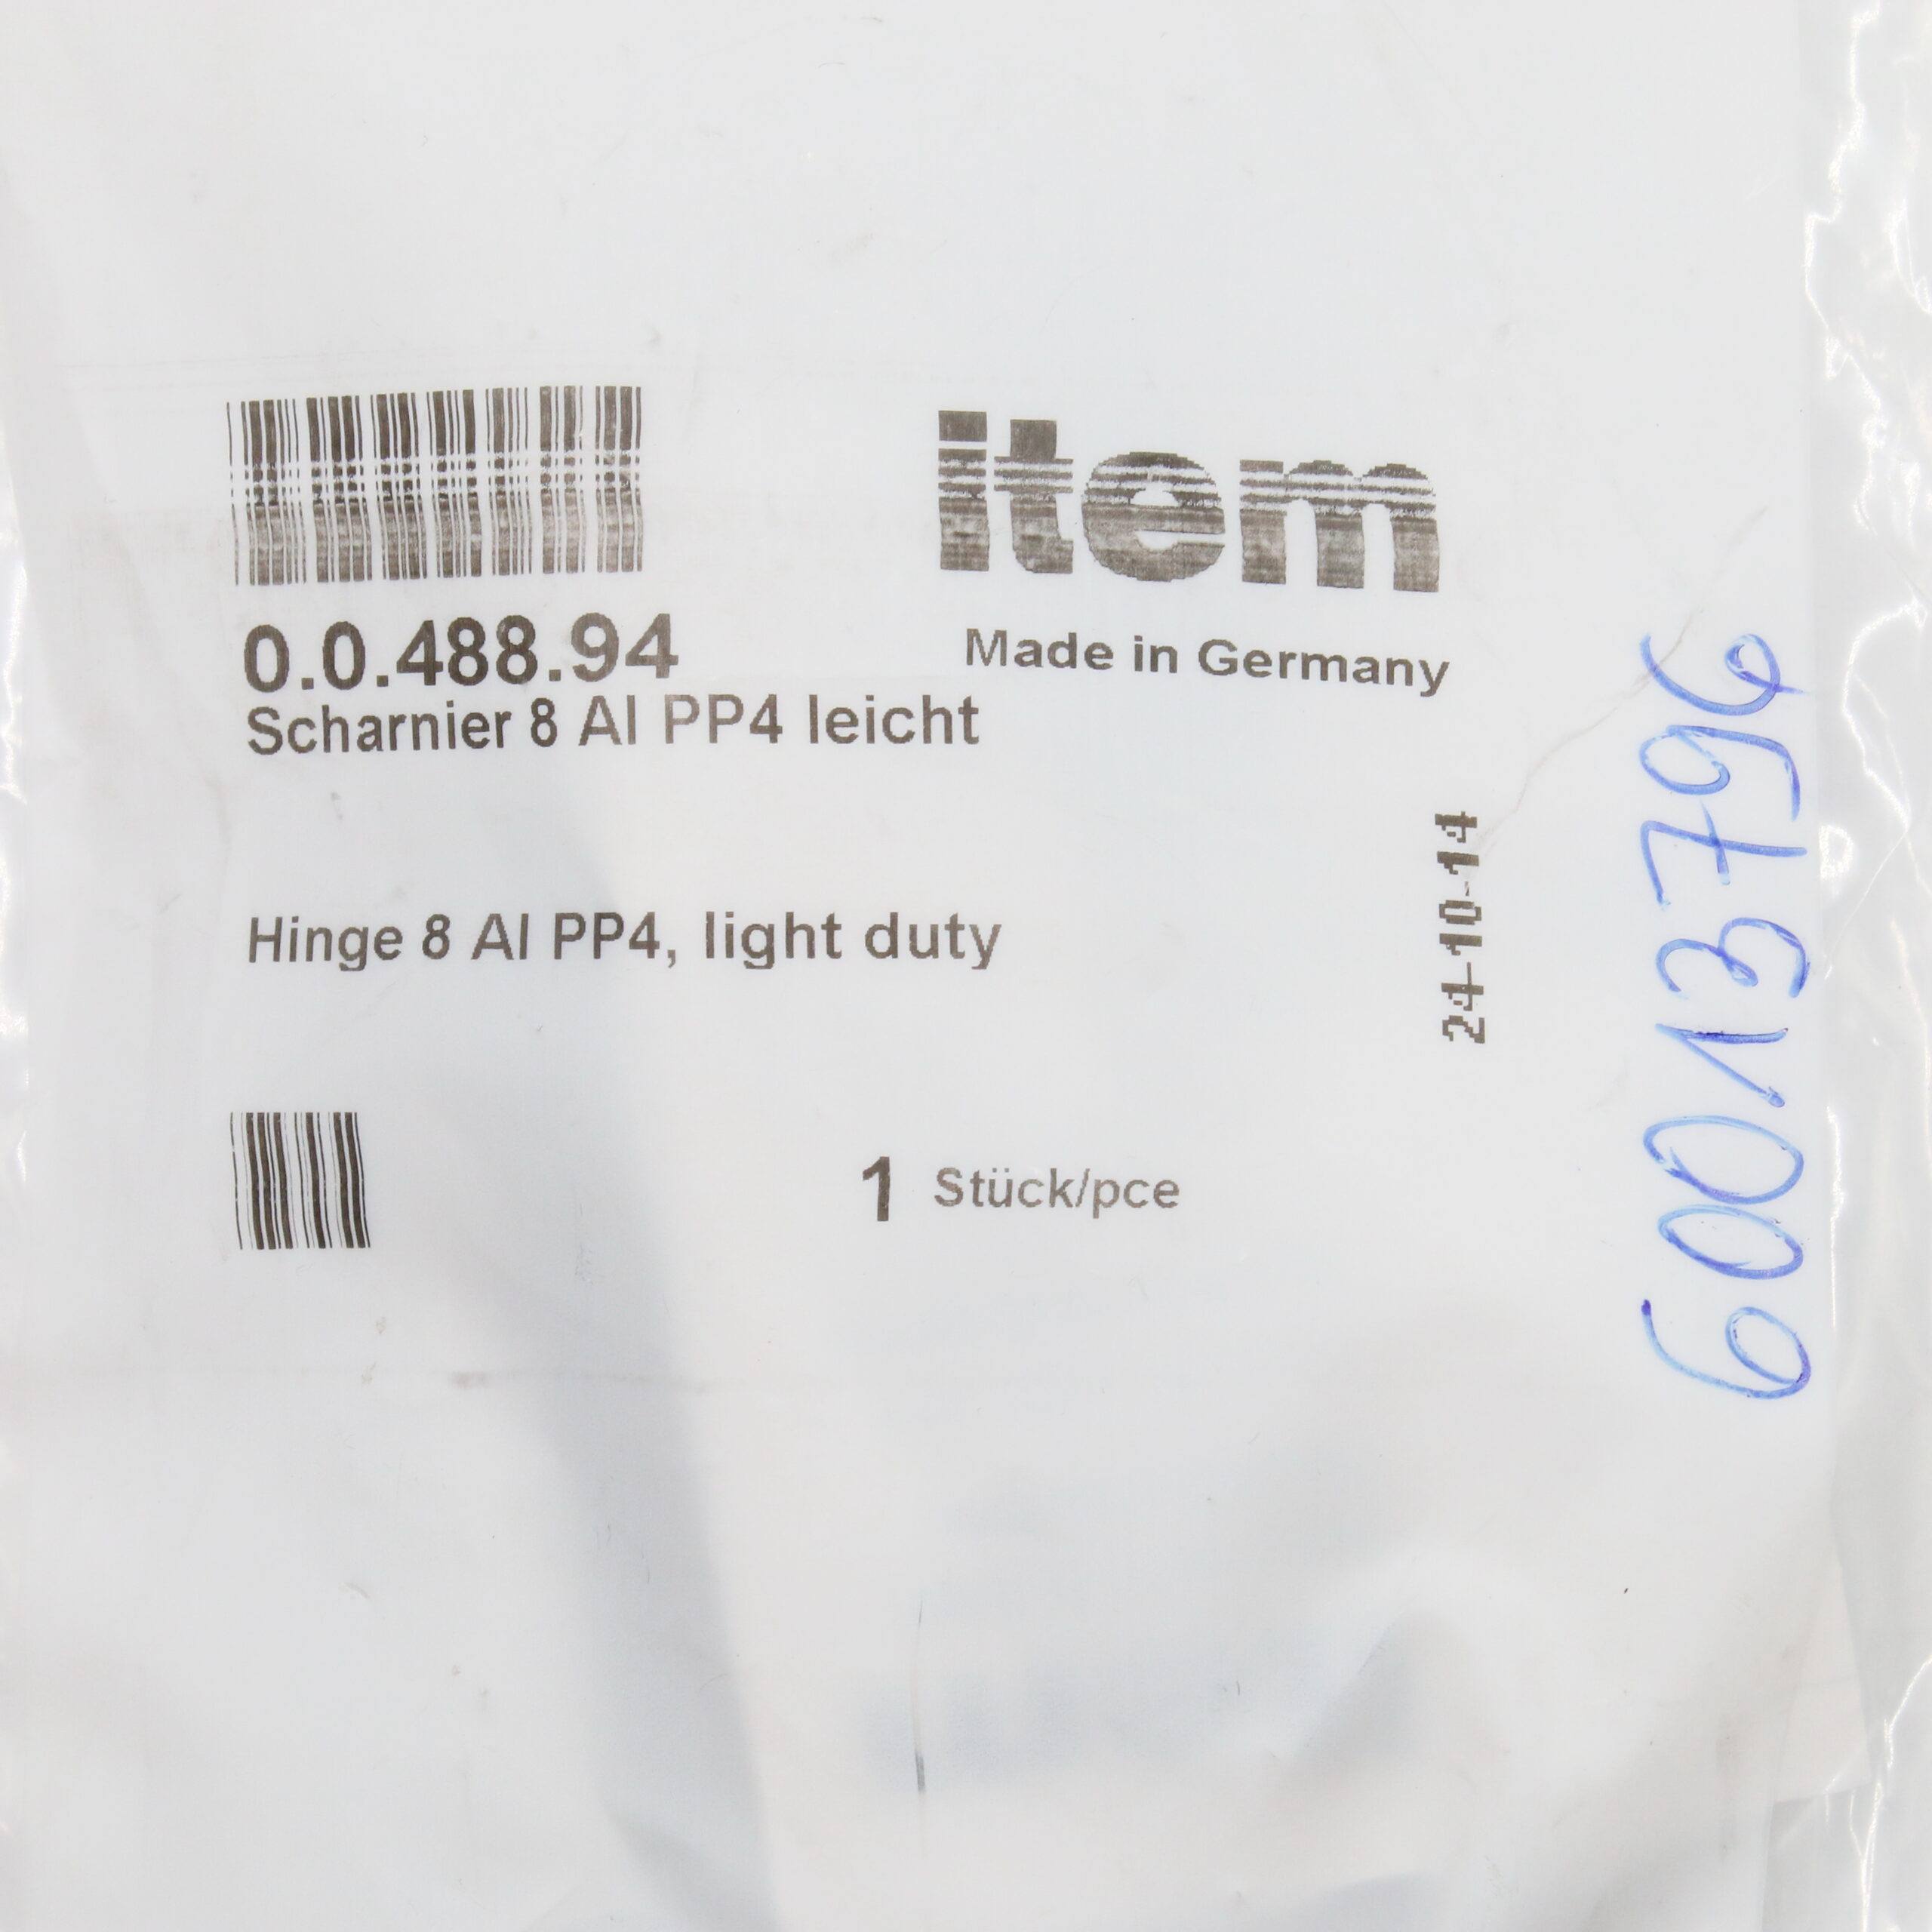 0.0.488.94
Scharnier 8 Al PP4 leicht
item
Made in Germany
Hinge 8 Al PP4, light duty
24-10-14
1 Stück/pce
60013796